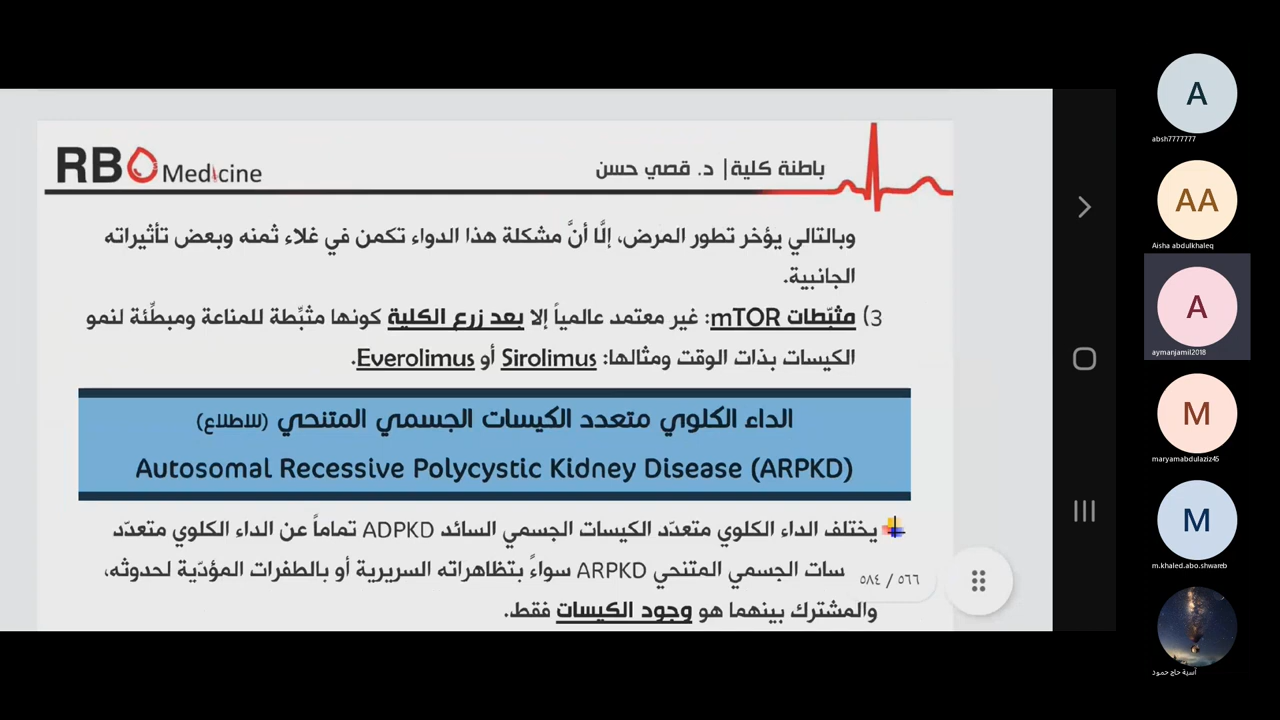 RBO Medicine
باطنة كلية| د. قصي حسن
وبالتالي يؤخر تطور المرض، إلَّا أنَّ مشكلة هذا الدواء تكمن في غلاء ثمنه وبعض تأثيراته
الجانبية.
3) مثبّطات mTOR: غير معتمد عالمياً إلا بعد زرع الكلية كونها مثبِّطة للمناعة ومبطِّئة لنمو
الكيسات بذات الوقت ومثالها: Sirolimus أو Everolimus.
الداء الكلوي متعدد الكيسات الجسمي المتنحي (للاطلاع)
Autosomal Recessive Polycystic Kidney Disease (ARPKD)
يختلف الداء الكلوي متعدّد الكيسات الجسمي السائد ADPKD تماماً عن الداء الكلوي متعدّد
سات الجسمي المتنحي ARPKD سواءً بتظاهراته السريرية أو بالطفرات المؤدّية لحدوثه،
والمشترك بينهما هو وجود الكيسات فقط.
٥٦٦ / ٥٨٤
A
absh7777777
AA
Aisha abdulkhaleq
A
aymanjamil2018
M
maryamabdulaziz45
M
m.khaled.abo.shwareb
آسية حاج حمود